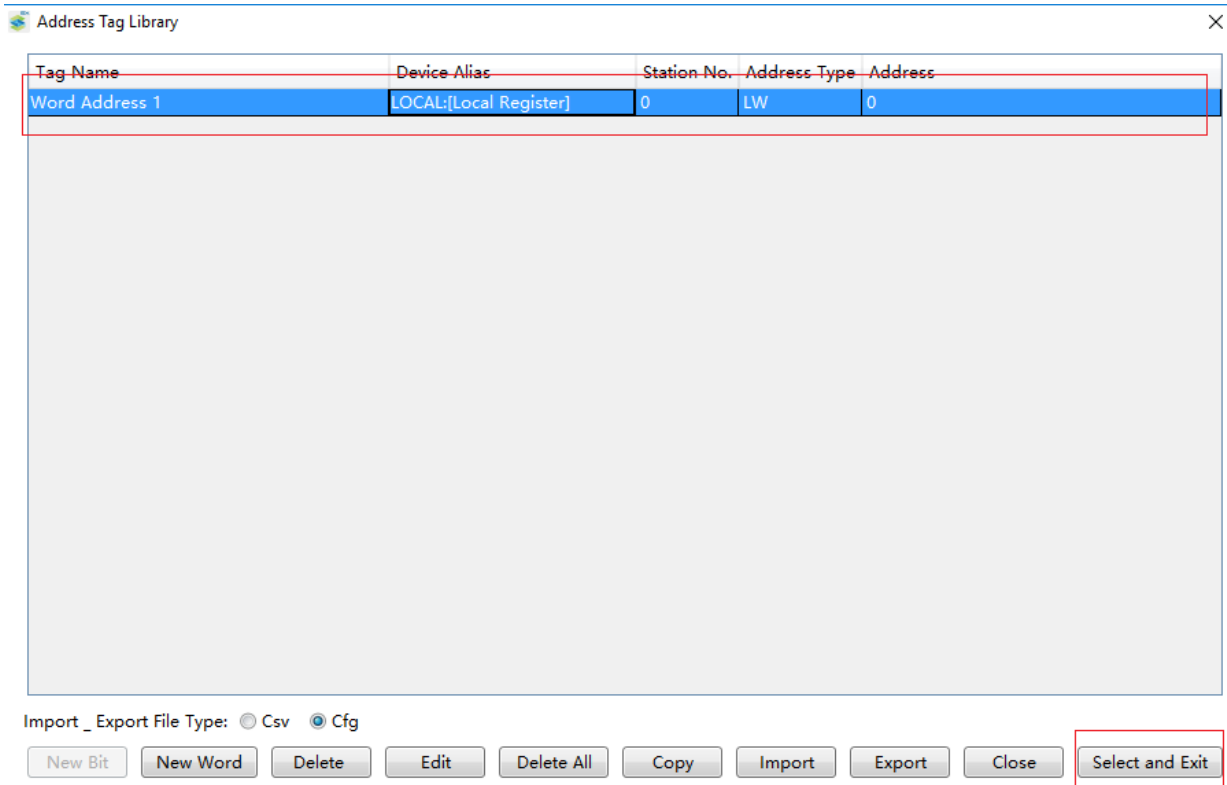 Address Tag Library
Tag Name Device Alias Station No. Address Type Address
Word Address 1 LOCAL:[Local Register] 0 LW 0
Import _ Export File Type: Csv Cfg
New Bit New Word Delete Edit Delete All Copy Import Export Close Select and Exit